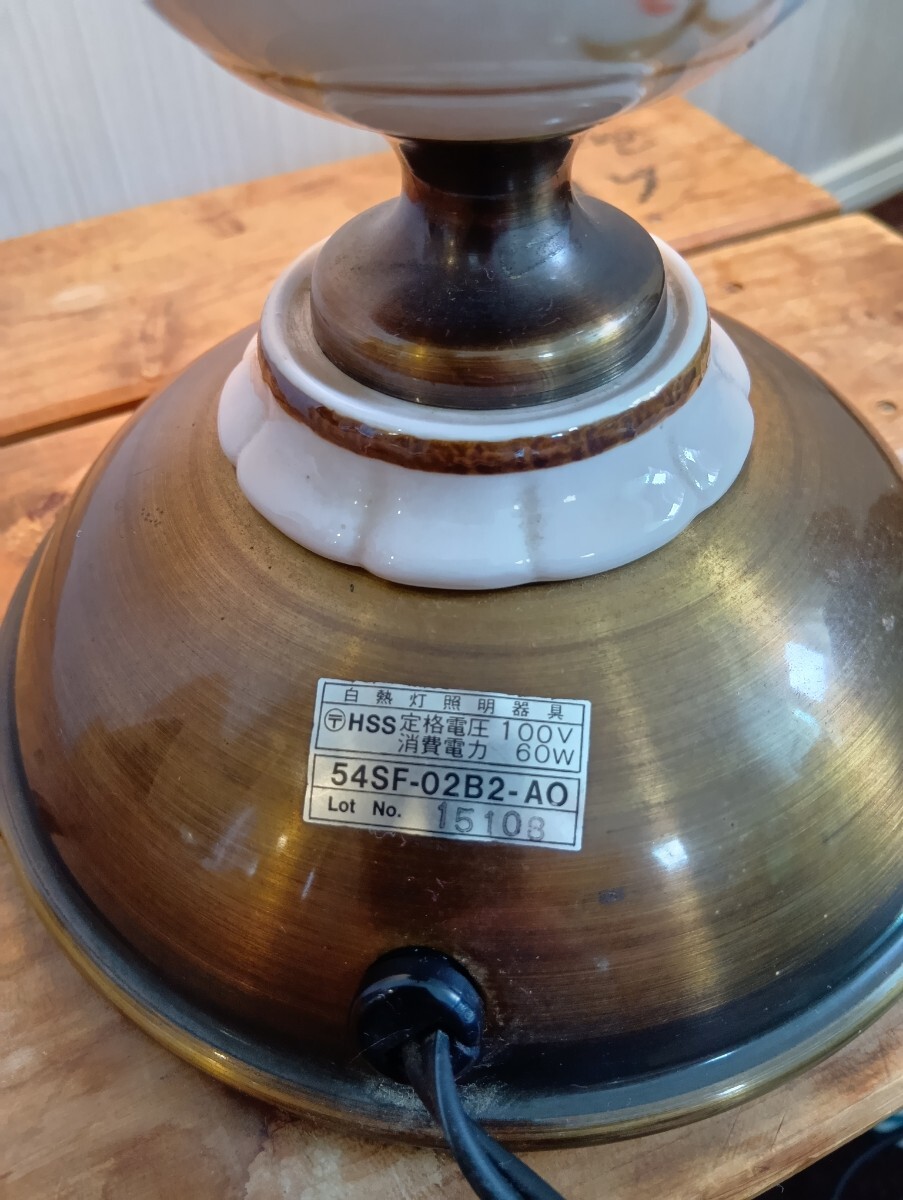 白熱灯照明器具
〶HSS 定格電圧 100V
消費電力 60W
54SF-02B2-AO
Lot No. 15108